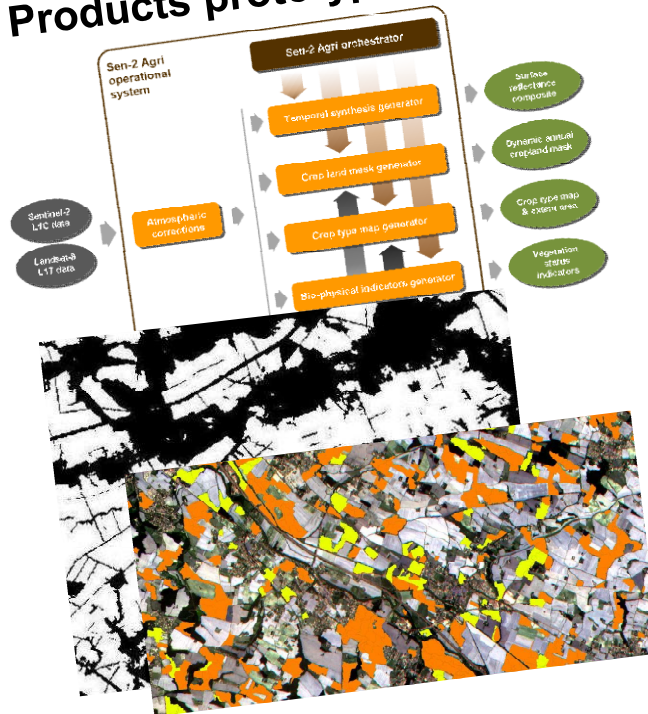 Products prototyp
Sen-2 Agri
operational
system
Sen-2 Agri orchestrator
Temporal synthesis generator
Crop land mask generator
Crop type map generator
Bio-physical indicators generator
Atmospheric
corrections
Sentinel-2
L1C data
Landsat-8
L1T data
Surface
reflectance
composite
Dynamic annual
cropland mask
Crop type map
& extent area
Vegetation
status
indicators